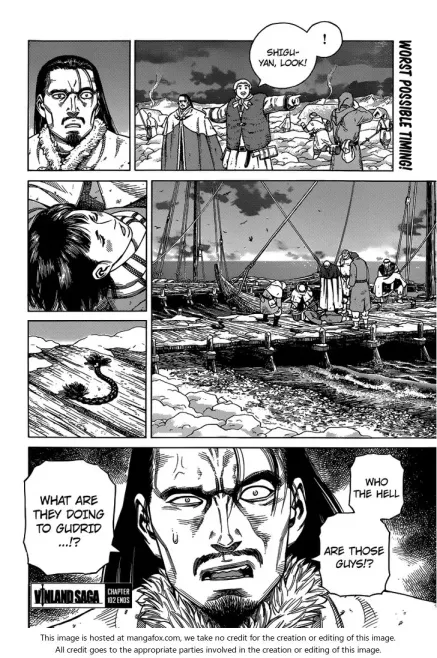 !
SHIGU-
YAN, LOOK!
WORST POSSIBLE TIMING!
WHAT ARE
THEY DOING
TO GUDRID
...!?
WHO
THE HELL
ARE THOSE
GUYS!?
VINLAND SAGA
CHAPTER
102 ENDS
This image is hosted at mangafox.com, we take no credit for the creation or editing of this image.
All credit goes to the appropriate parties involved in the creation or editing of this image.